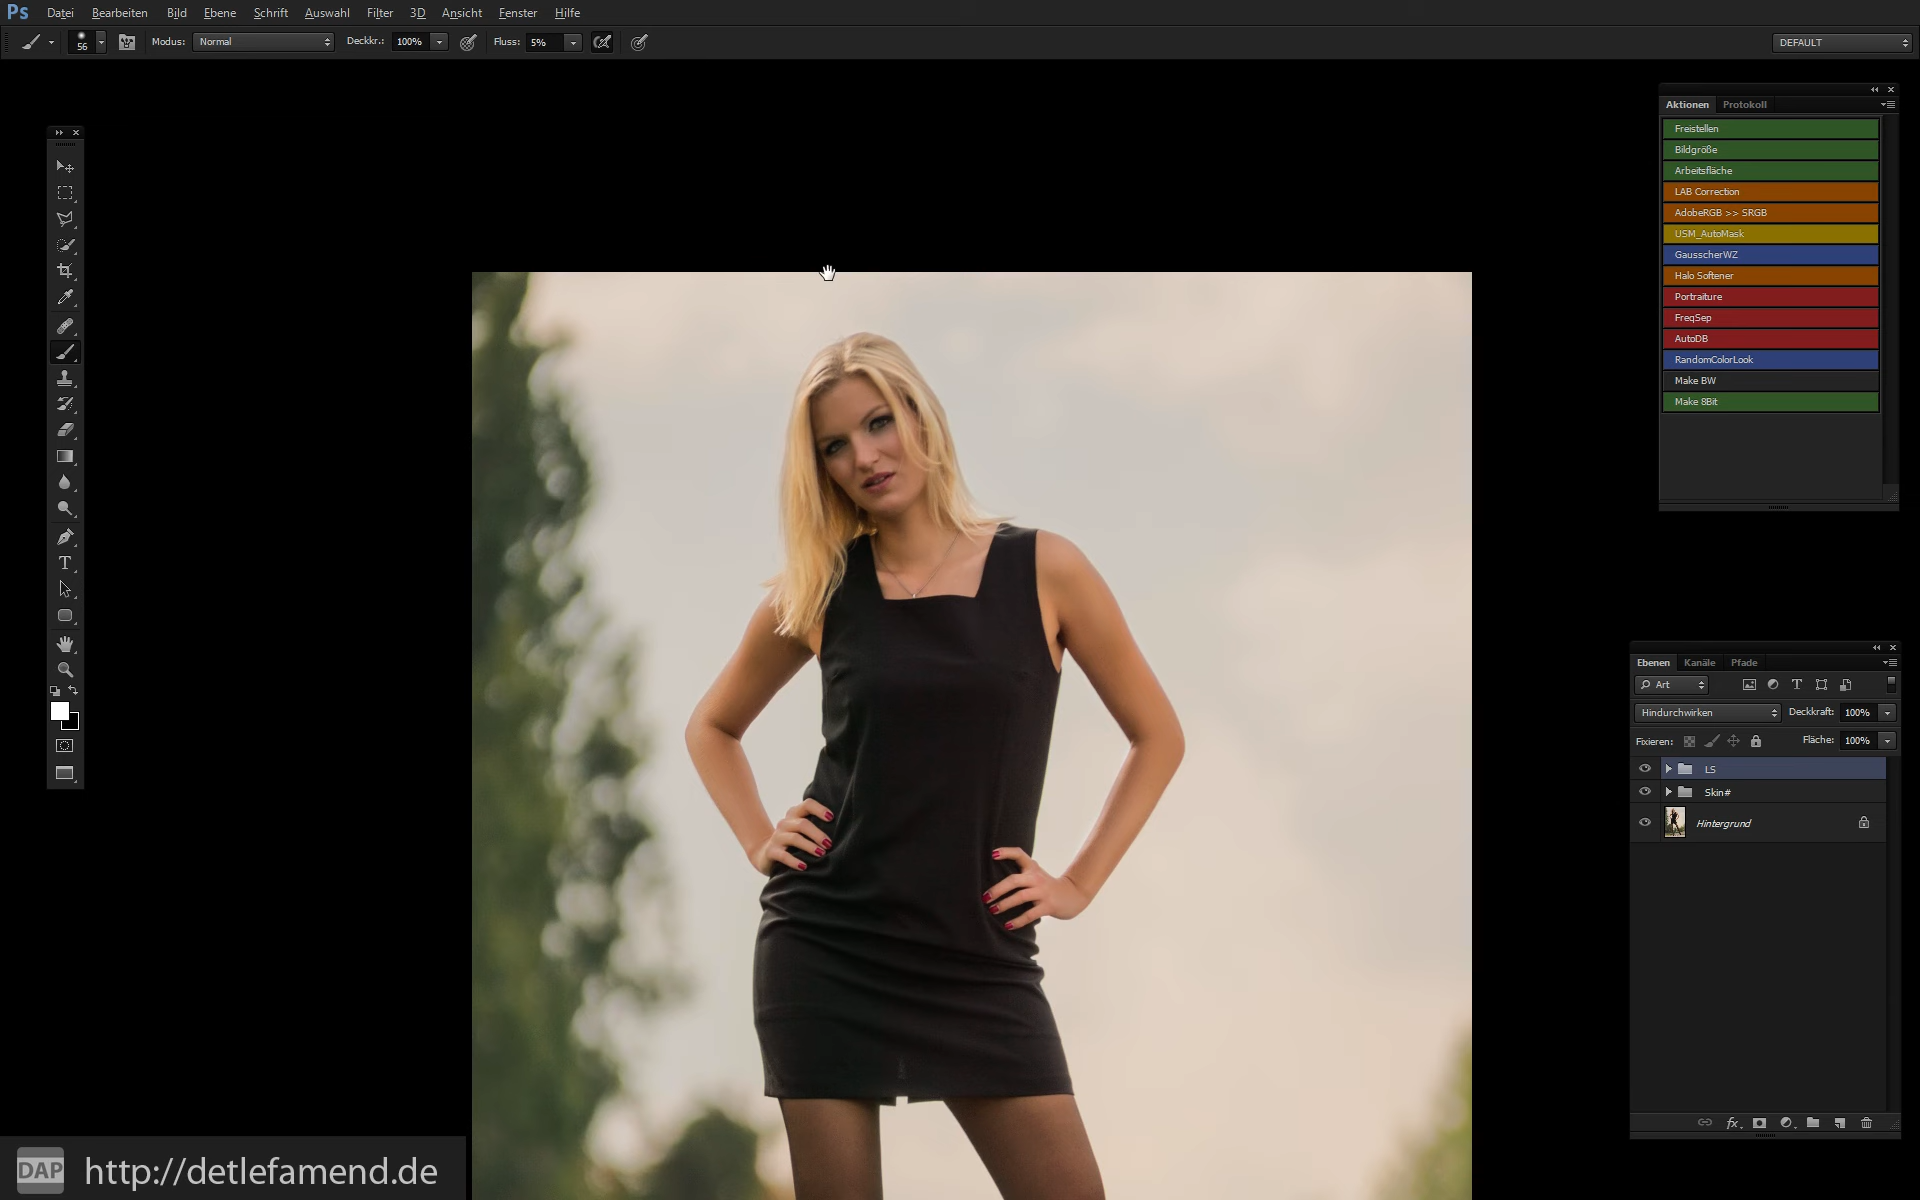 Ps Datei Bearbeiten Bild Ebene Schrift Auswahl Filter 3D Ansicht Fenster Hilfe
56 Modus: Normal Deckkr.: 100% Fluss: 5% DEFAULT
Aktionen Protokoll
Freistellen
Bildgröße
Arbeitsfläche
LAB Correction
AdobeRGB >> SRGB
USM_AutoMask
GausscherWZ
Halo Softener
Portraiture
FreqSep
AutoDB
RandomColorLook
Make BW
Make 8Bit
Ebenen Kanäle Pfade
Art
Hindurchwirken Deckkraft: 100%
Fixieren: Fläche: 100%
LS
Skin#
Hintergrund
DAP http://detlefamend.de